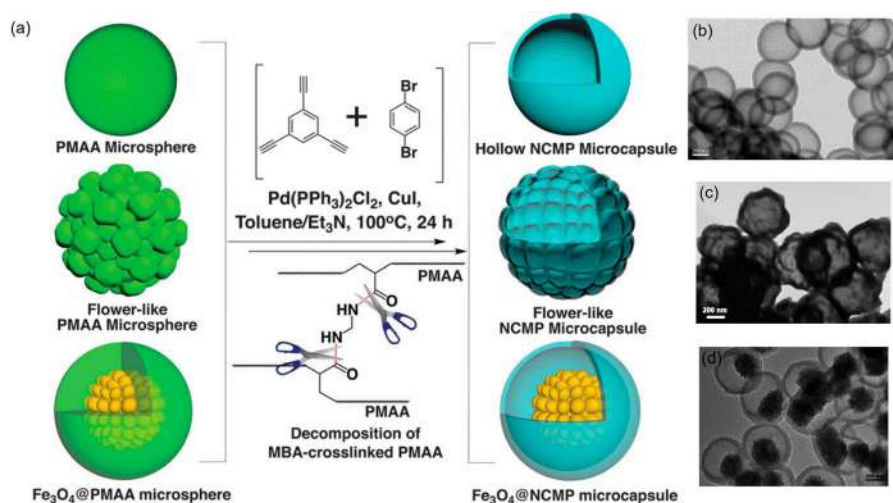 (a)
PMAA Microsphere
Flower-like
PMAA Microsphere
Fe₃O₄@PMAA microsphere
Br
Br
Pd(PPh₃)₂Cl₂, CuI,
Toluene/Et₃N, 100ºC, 24 h
PMAA
O
HN
HN
O
PMAA
Decomposition of
MBA-crosslinked PMAA
Hollow NCMP Microcapsule
Flower-like
NCMP Microcapsule
Fe₃O₄@NCMP microcapsule
(b)
(c)
200 nm
(d)